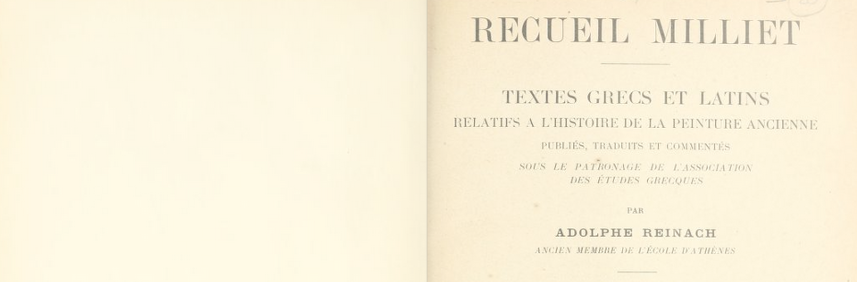 RECUEIL MILLIET
TEXTES GRECS ET LATINS
RELATIFS A L'HISTOIRE DE LA PEINTURE ANCIENNE
PUBLIÉS, TRADUITS ET COMMENTÉS
SOUS LE PATRONAGE DE L'ASSOCIATION
DES ÉTUDES GRECQUES
PAR
ADOLPHE REINACH
ANCIEN MEMBRE DE L'ÉCOLE D'ATHÈNES